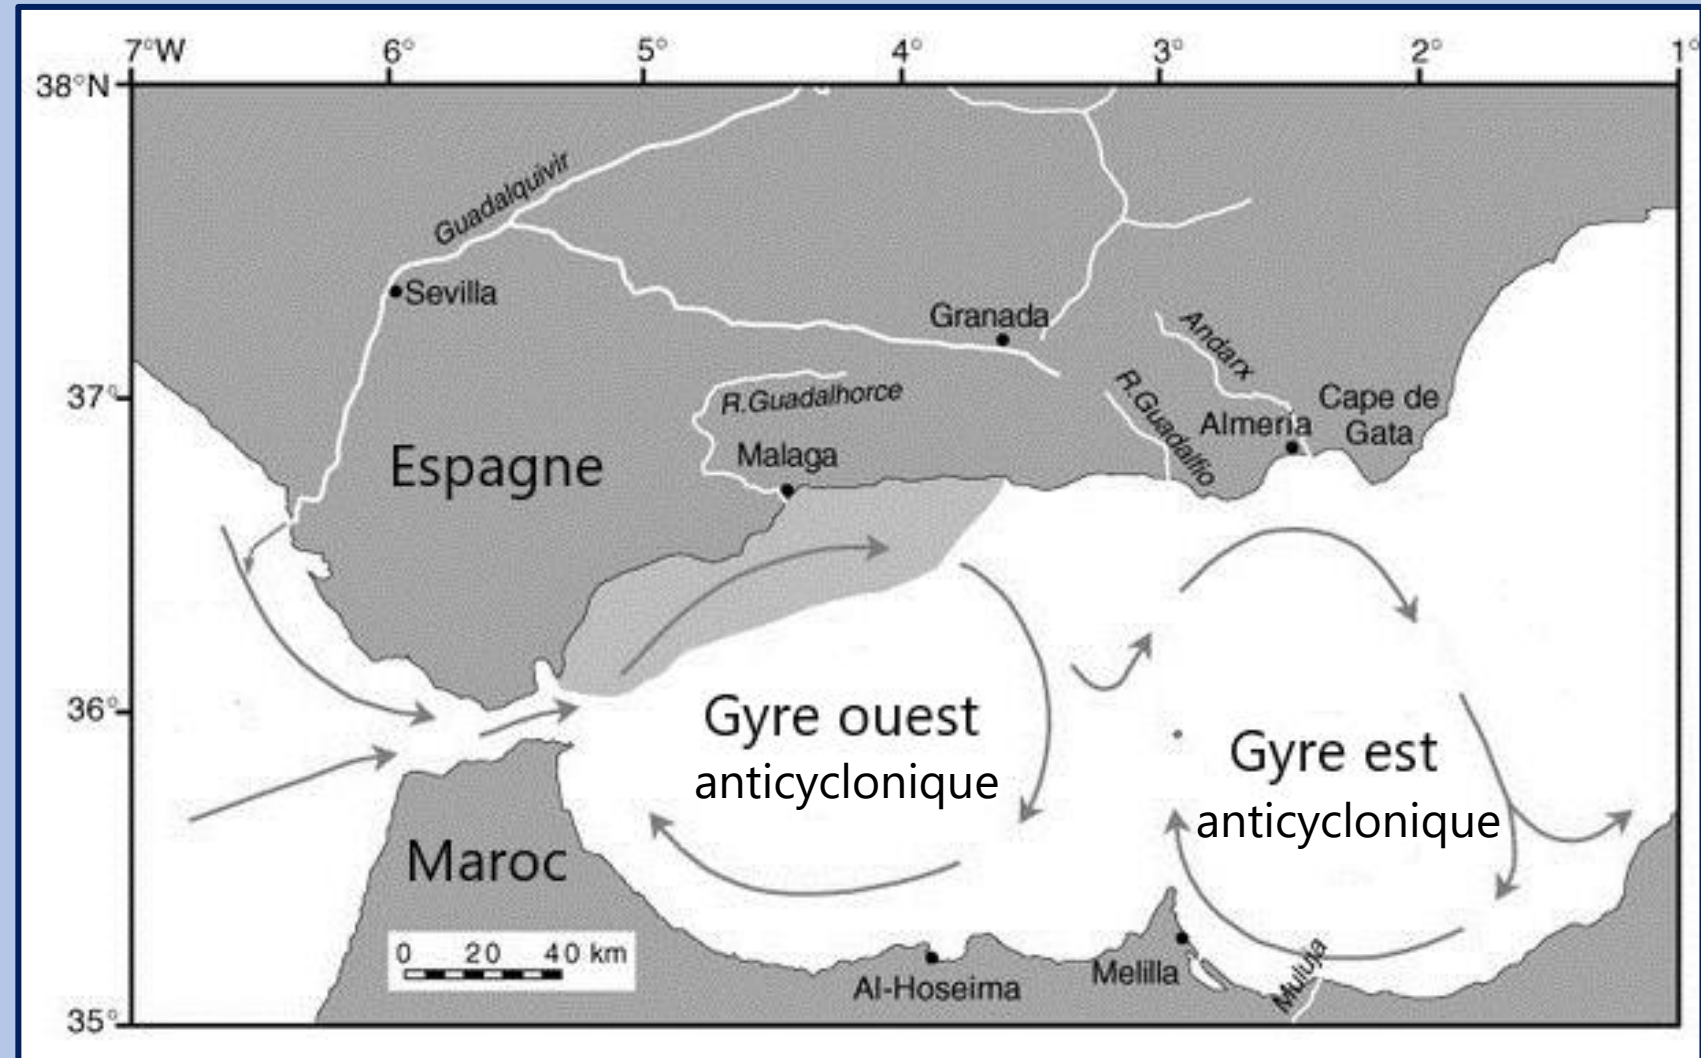 7°W 6° 5° 4° 3° 2° 1°
38°N
Guadalquivir
Sevilla
Granada
Andarx
37°
R.Guadalhorce
R.Guadalfio
Cape de
Gata
Almeria
Malaga
Espagne
36°
Gyre ouest
anticyclonique
Gyre est
anticyclonique
Maroc
0 20 40 km
Al-Hoseima
Melilla
Muluja
35°